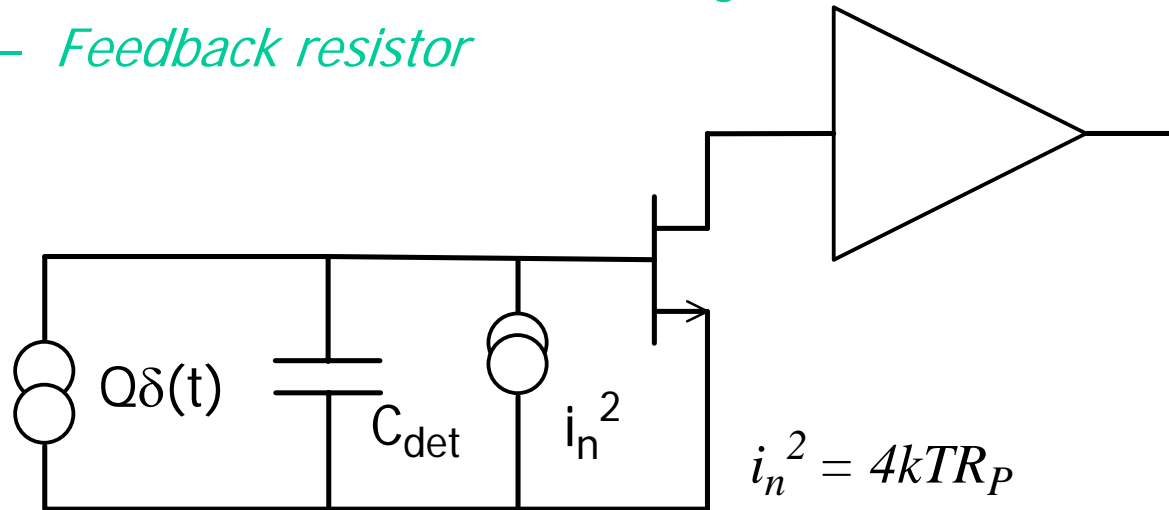 – Feedback resistor
Qδ(t)
C_det
i_n^2
i_n^2 = 4kTR_P